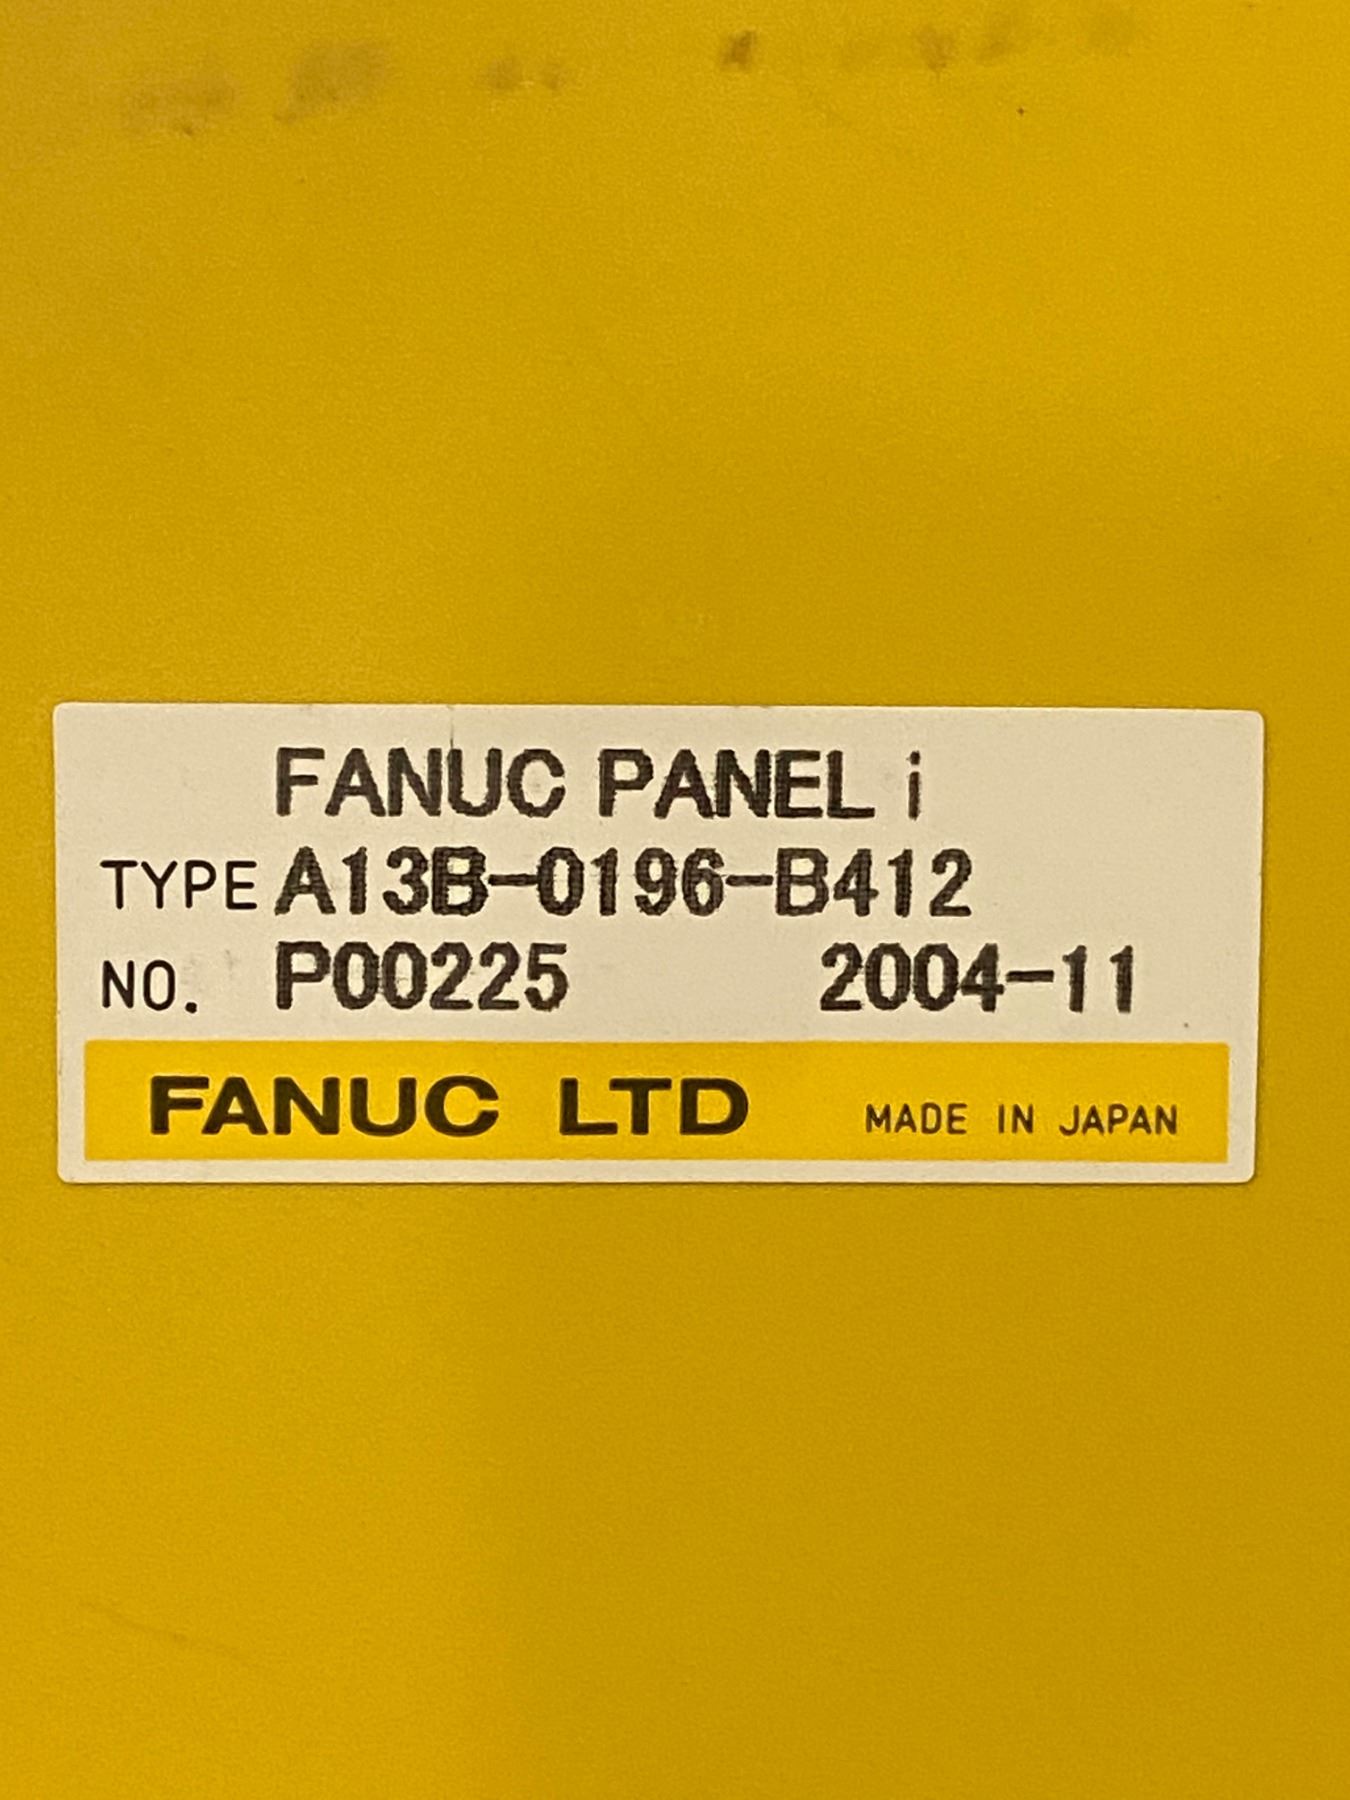 FANUC PANEL i
TYPE A13B-0196-B412
NO. P00225 2004-11
FANUC LTD MADE IN JAPAN